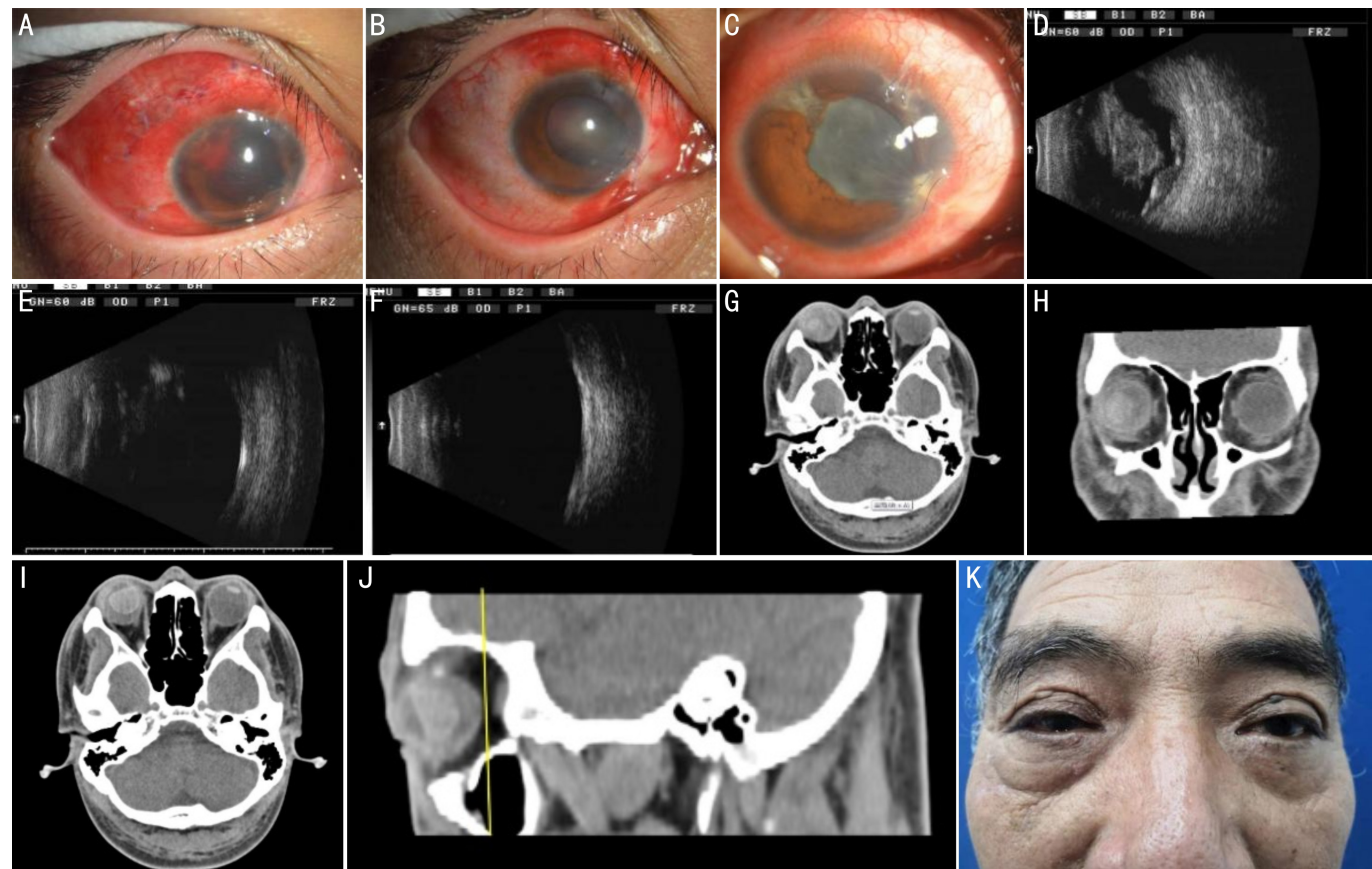 A
B
C
D
SB B1 B2 BA
GN=60 dB OD P1 FRZ
E
SB B1 B2 BA
GN=60 dB OD P1 FRZ
F
MENU SB B1 B2 BA
GN=65 dB OD P1 FRZ
G
H
I
J
K